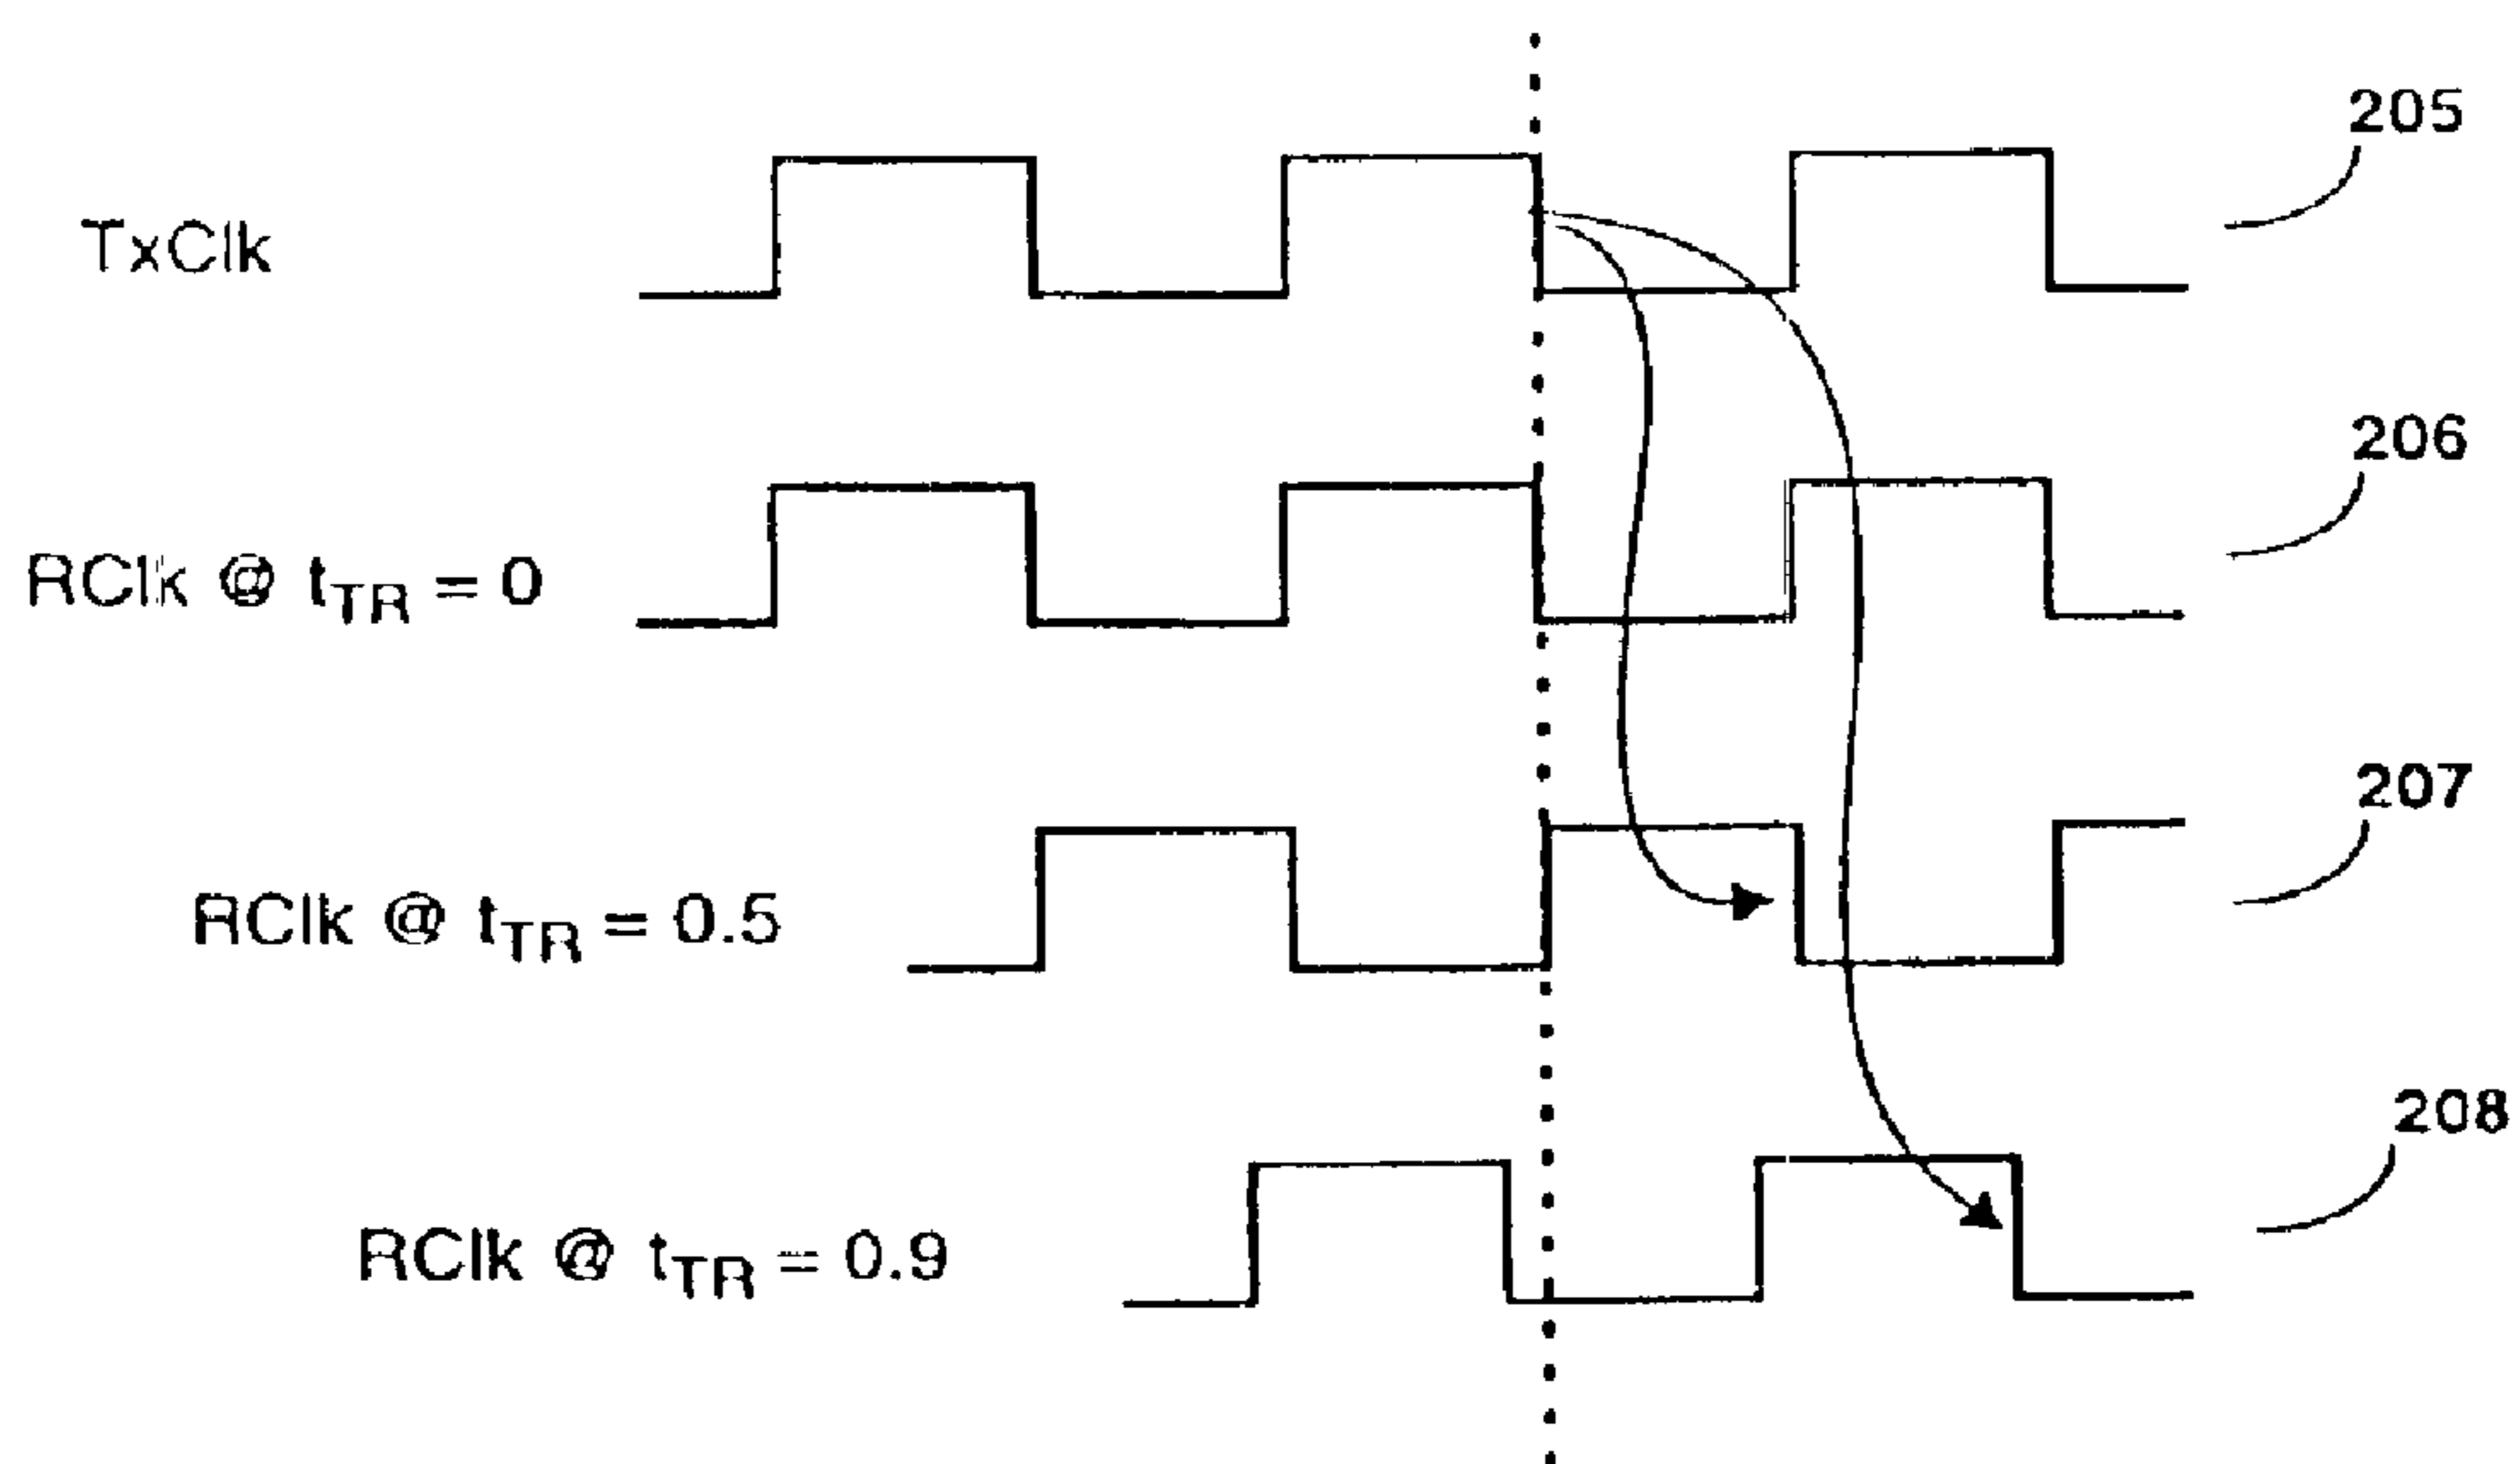 205
TxClk
206
RClk @ tTR = 0
207
RClk @ tTR = 0.5
208
RClk @ tTR = 0.9